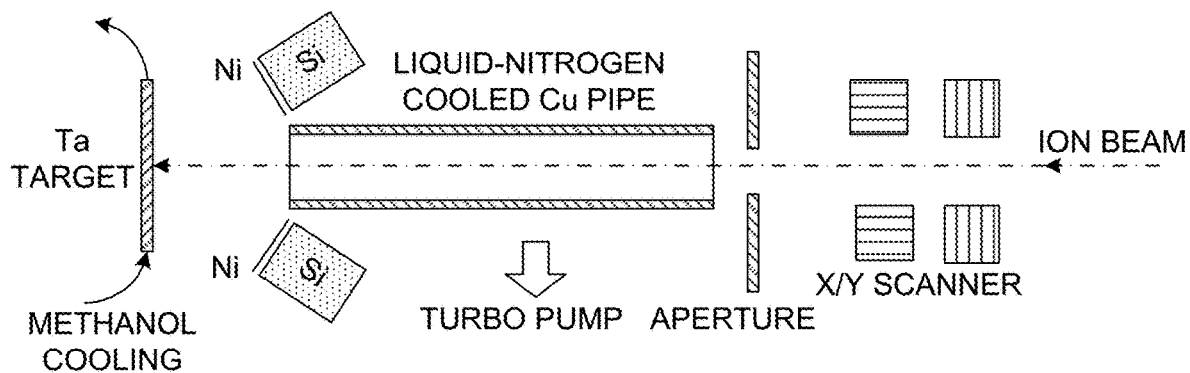 Ni
Si
LIQUID-NITROGEN
COOLED Cu PIPE
Ta
TARGET
ION BEAM
Ni
Si
X/Y SCANNER
TURBO PUMP
APERTURE
METHANOL
COOLING